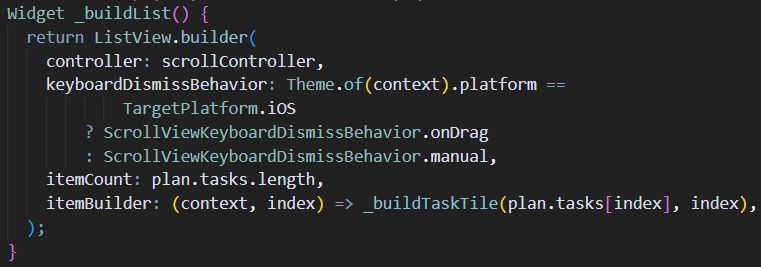 Widget _buildList() {
  return ListView.builder(
    controller: scrollController,
    keyboardDismissBehavior: Theme.of(context).platform ==
            TargetPlatform.iOS
        ? ScrollViewKeyboardDismissBehavior.onDrag
        : ScrollViewKeyboardDismissBehavior.manual,
    itemCount: plan.tasks.length,
    itemBuilder: (context, index) => _buildTaskTile(plan.tasks[index], index),
  );
}